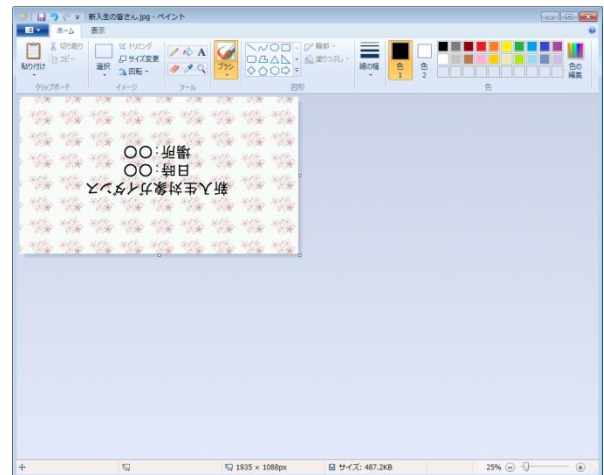 新入生の皆さん.jpg - ペイント
ホーム
表示
貼り付け
切り取り
コピー
クリップボード
選択
トリミング
サイズ変更
回転
イメージ
A
ツール
ブラシ
輪郭
塗りつぶし
図形
線の幅
色
1
色
2
色の
編集
色
新入生対象ガイダンス
日時:〇〇
場所:〇〇
1935 × 1088px
サイズ: 487.2KB
25%